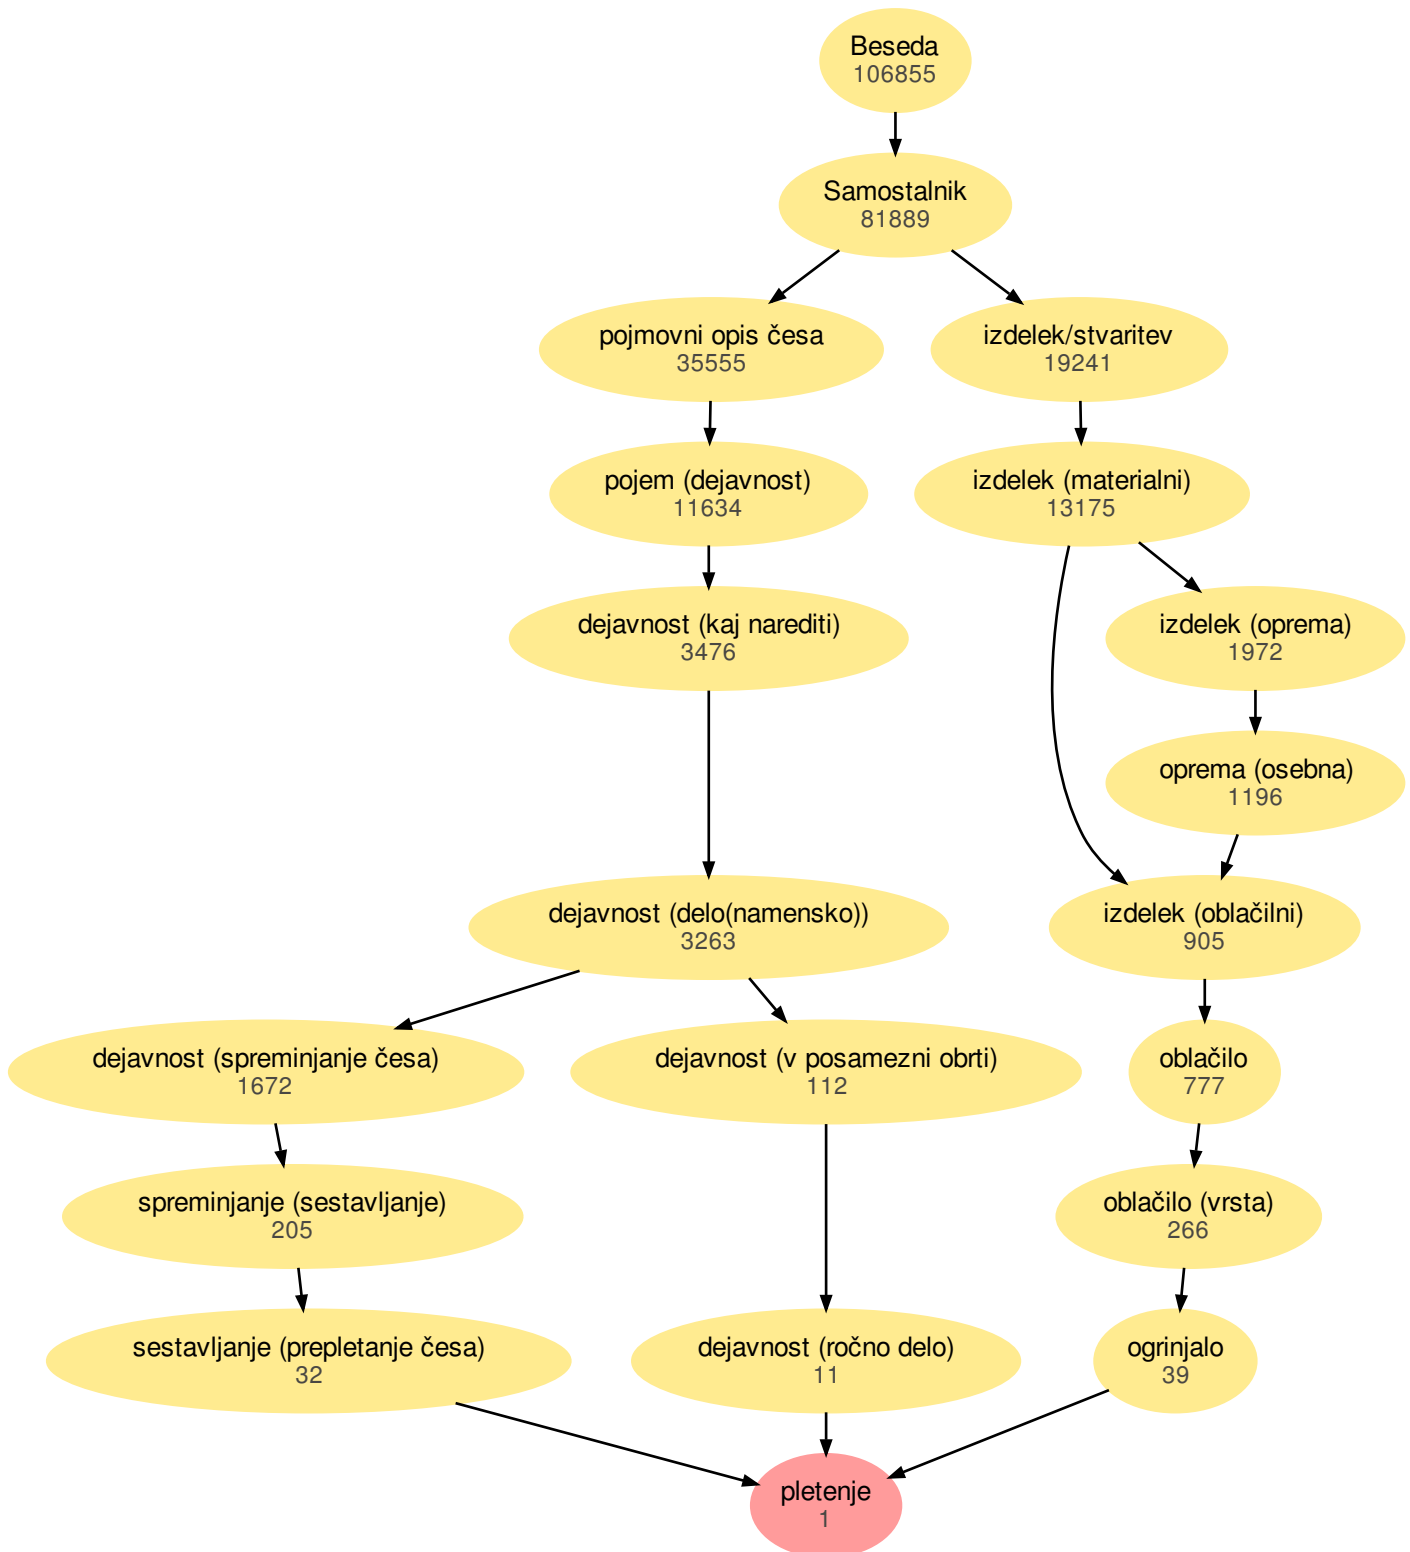 Beseda
106855
Samostalnik
81889
pojmovni opis česa
35555
izdelek/stvaritev
19241
pojem (dejavnost)
11634
izdelek (materialni)
13175
dejavnost (kaj narediti)
3476
izdelek (oprema)
1972
oprema (osebna)
1196
dejavnost (delo(namensko))
3263
izdelek (oblačilni)
905
dejavnost (spreminjanje česa)
1672
dejavnost (v posamezni obrti)
112
oblačilo
777
spreminjanje (sestavljanje)
205
oblačilo (vrsta)
266
sestavljanje (prepletanje česa)
32
dejavnost (ročno delo)
11
ogrinjalo
39
pletenje
1